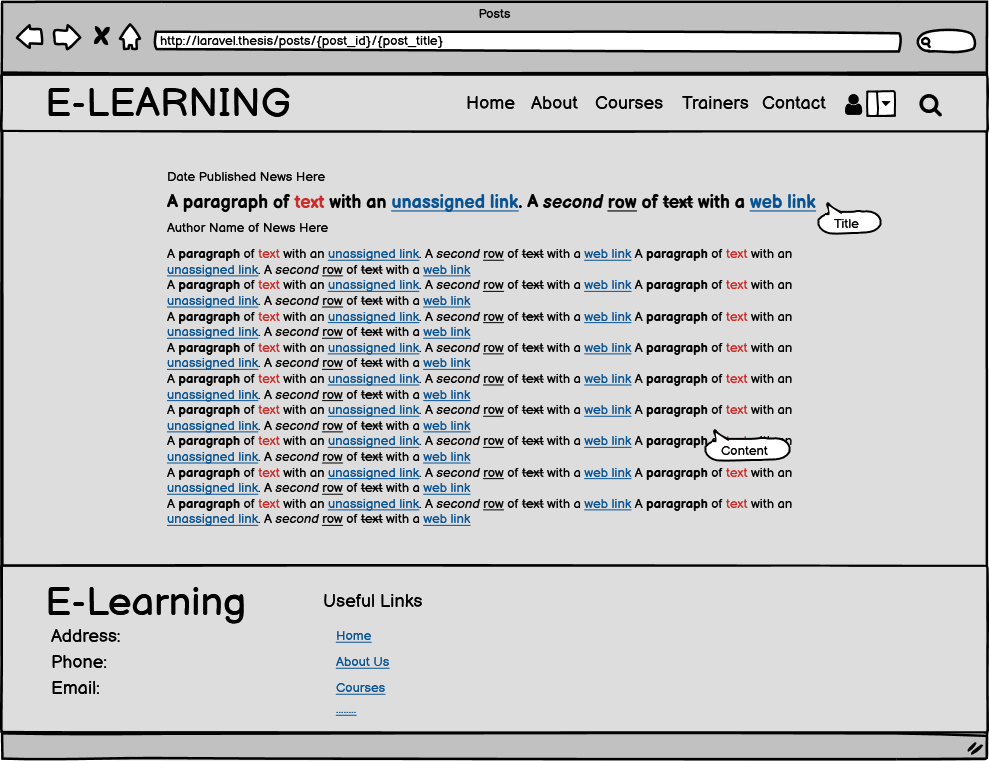 Posts
http://laravel.thesis/posts/{post_id}/{post_title}
E-LEARNING Home About Courses Trainers Contact
Date Published News Here
A paragraph of text with an unassigned link. A second row of text with a web link
Title
Author Name of News Here
A paragraph of text with an unassigned link. A second row of text with a web link A paragraph of text with an
unassigned link. A second row of text with a web link
A paragraph of text with an unassigned link. A second row of text with a web link A paragraph of text with an
unassigned link. A second row of text with a web link
A paragraph of text with an unassigned link. A second row of text with a web link A paragraph of text with an
unassigned link. A second row of text with a web link
A paragraph of text with an unassigned link. A second row of text with a web link A paragraph of text with an
unassigned link. A second row of text with a web link
A paragraph of text with an unassigned link. A second row of text with a web link A paragraph of text with an
unassigned link. A second row of text with a web link
A paragraph of text with an unassigned link. A second row of text with a web link A paragraph of text with an
unassigned link. A second row of text with a web link
A paragraph of text with an unassigned link. A second row of text with a web link A paragraph
Content
unassigned link. A second row of text with a web link
A paragraph of text with an unassigned link. A second row of text with a web link A paragraph of text with an
unassigned link. A second row of text with a web link
A paragraph of text with an unassigned link. A second row of text with a web link A paragraph of text with an
unassigned link. A second row of text with a web link
E-Learning
Address:
Phone:
Email:
Useful Links
Home
About Us
Courses
........